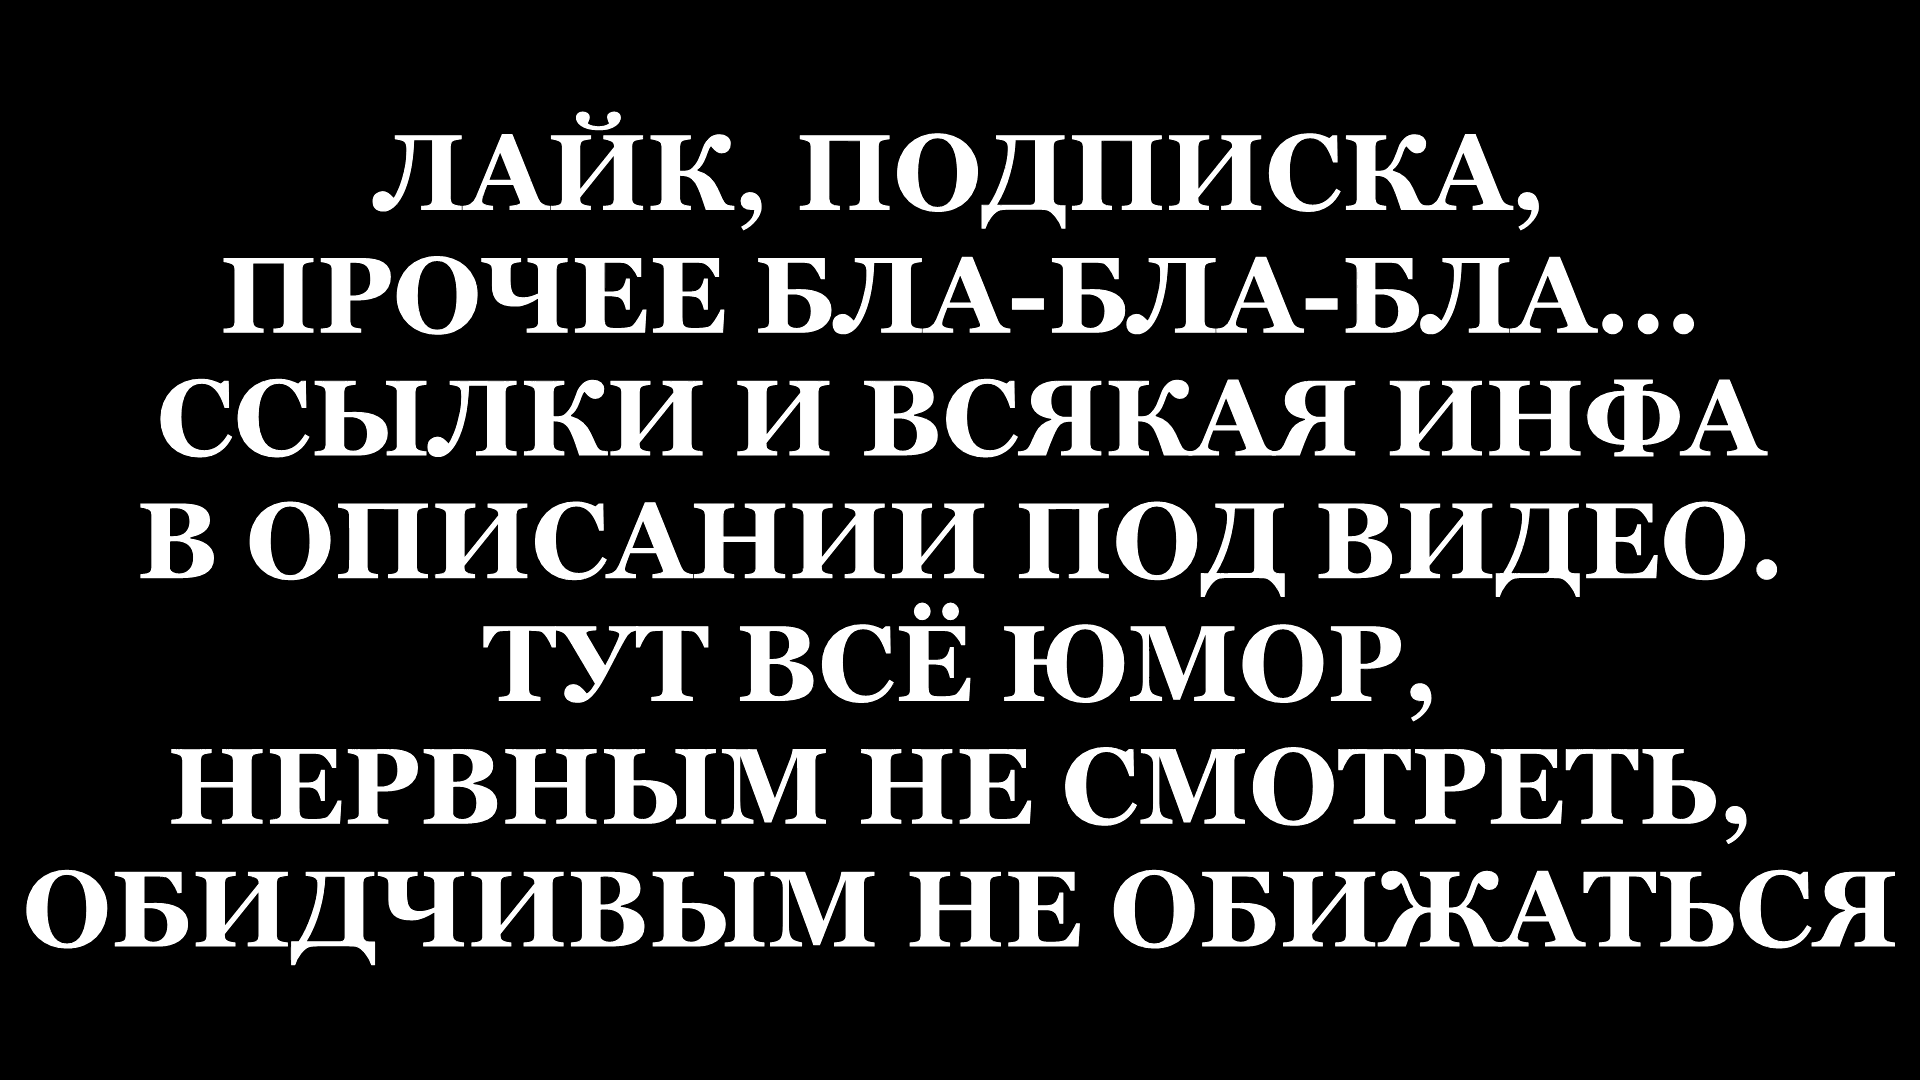 ЛАЙК, ПОДПИСКА,
ПРОЧЕЕ БЛА-БЛА-БЛА...
ССЫЛКИ И ВСЯКАЯ ИНФА
В ОПИСАНИИ ПОД ВИДЕО.
ТУТ ВСЁ ЮМОР,
НЕРВНЫМ НЕ СМОТРЕТЬ,
ОБИДЧИВЫМ НЕ ОБИЖАТЬСЯ